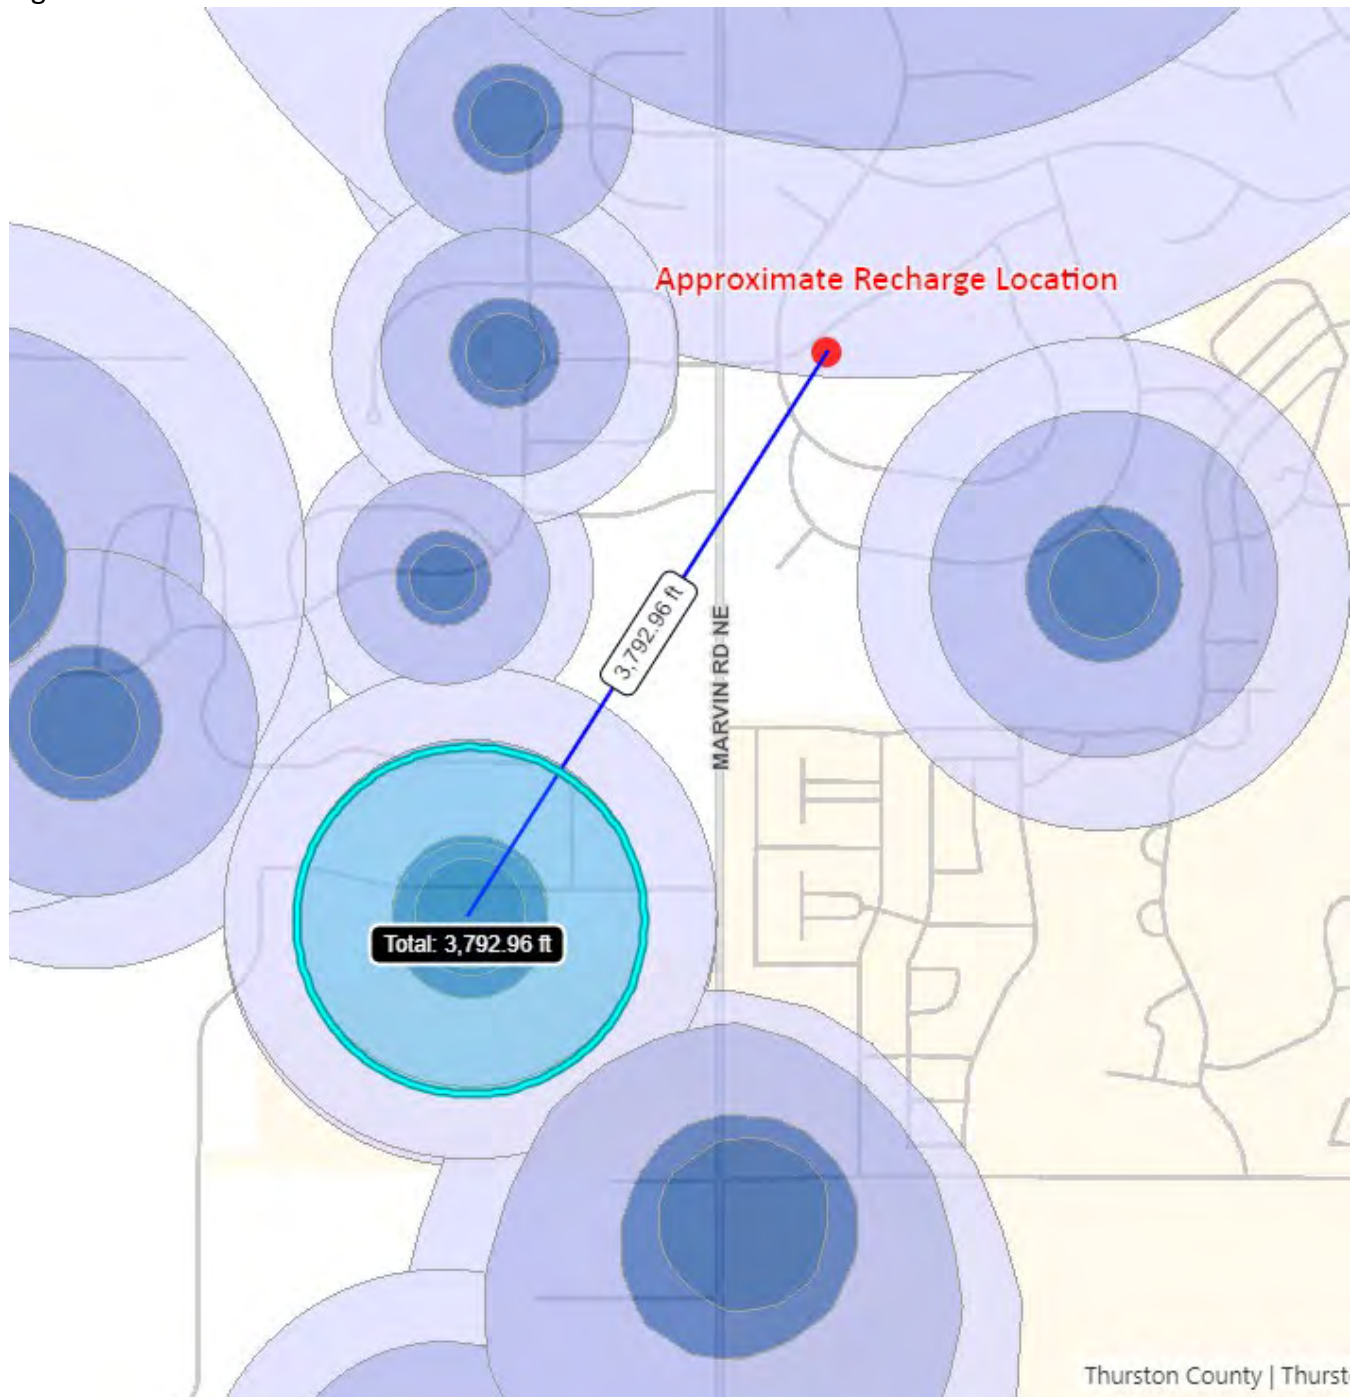 Approximate Recharge Location
3,792.96 ft
MARVIN RD NE
Total: 3,792.96 ft
Thurston County | Thurst